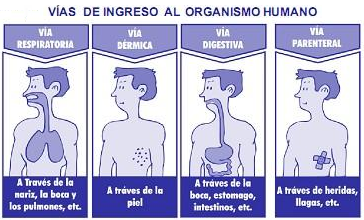 VÍAS DE INGRESO AL ORGANISMO HUMANO
VÍA
RESPIRATORIA
VÍA
DÉRMICA
VÍA
DIGESTIVA
VÍA
PARENTERAL
A Través de la
nariz, la boca y
los pulmones, etc.
A tráves de la
piel
A tráves de la
boca, estomago,
intestinos, etc.
A tráves de heridas,
llagas, etc.